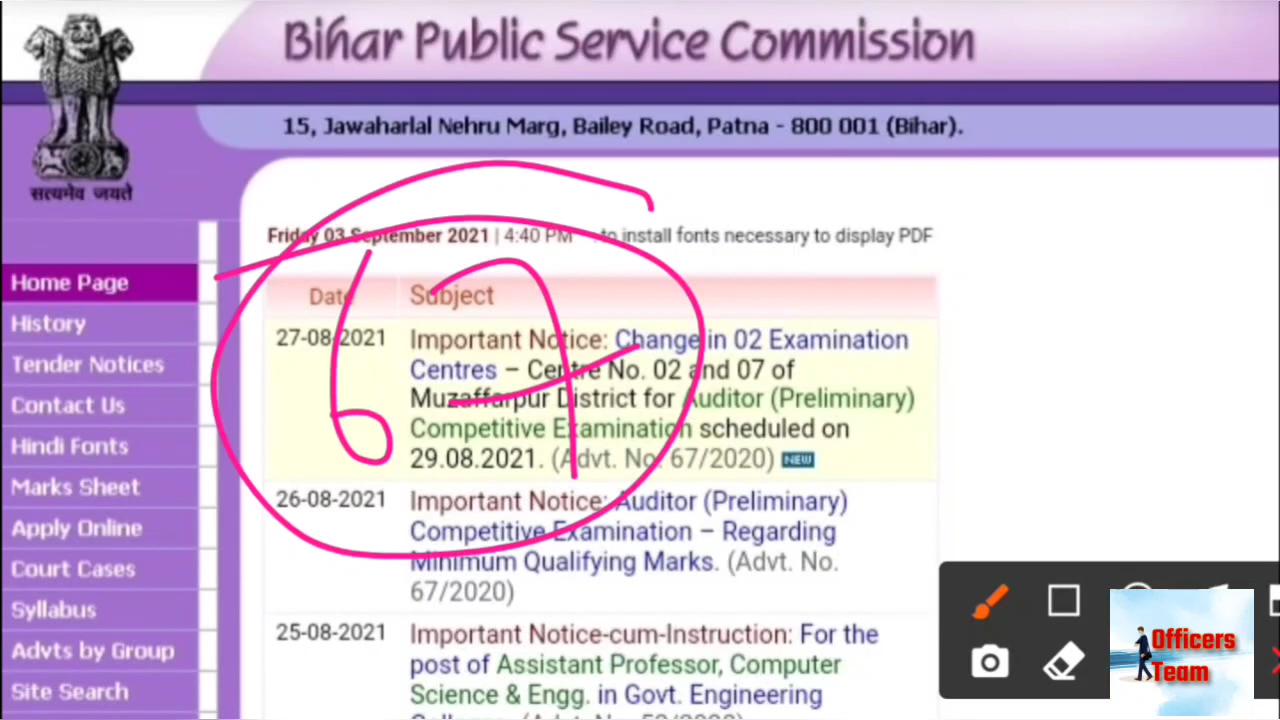 Bihar Public Service Commission
15, Jawaharlal Nehru Marg, Bailey Road, Patna - 800 001 (Bihar).
सत्यमेव जयते
Friday 03 September 2021 | 4:40 PM to install fonts necessary to display PDF
Home Page
History
Tender Notices
Contact Us
Hindi Fonts
Marks Sheet
Apply Online
Court Cases
Syllabus
Advts by Group
Site Search
Date Subject
27-08-2021 Important Notice: Change in 02 Examination
Centres – Centre No. 02 and 07 of
Muzaffarpur District for Auditor (Preliminary)
Competitive Examination scheduled on
29.08.2021. (Advt. No. 67/2020) NEW
26-08-2021 Important Notice: Auditor (Preliminary)
Competitive Examination – Regarding
Minimum Qualifying Marks. (Advt. No.
67/2020)
25-08-2021 Important Notice-cum-Instruction: For the
post of Assistant Professor, Computer
Science & Engg. in Govt. Engineering
67
Officers
Team